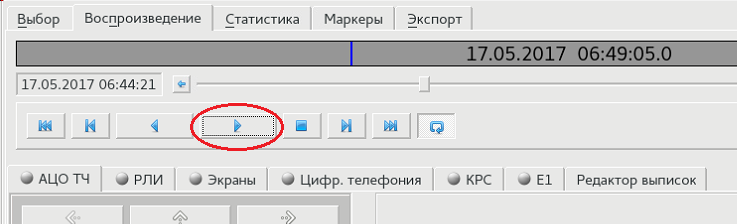 Выбор Воспроизведение Статистика Маркеры Экспорт
17.05.2017 06:49:05.0
17.05.2017 06:44:21
АЦО ТЧ РЛИ Экраны Цифр. телефония КРС Е1 Редактор выписок